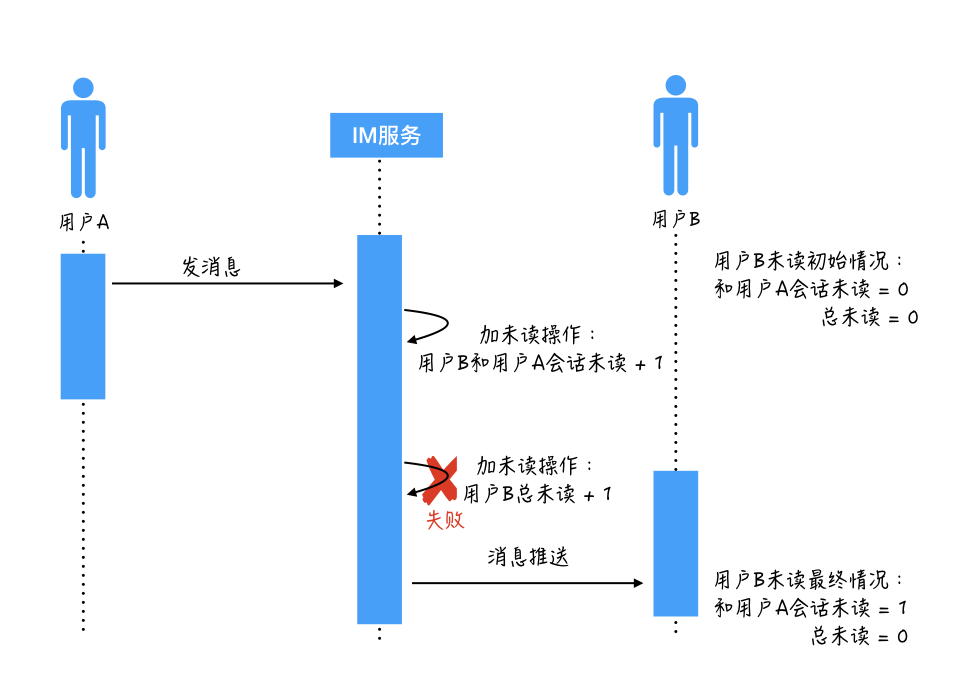 IM服务
用户A
用户B
发消息
用户B未读初始情况：
和用户A会话未读 = 0
总未读 = 0
加未读操作：
用户B和用户A会话未读 + 1
加未读操作：
用户B总未读 + 1
失败
消息推送
用户B未读最终情况：
和用户A会话未读 = 1
总未读 = 0